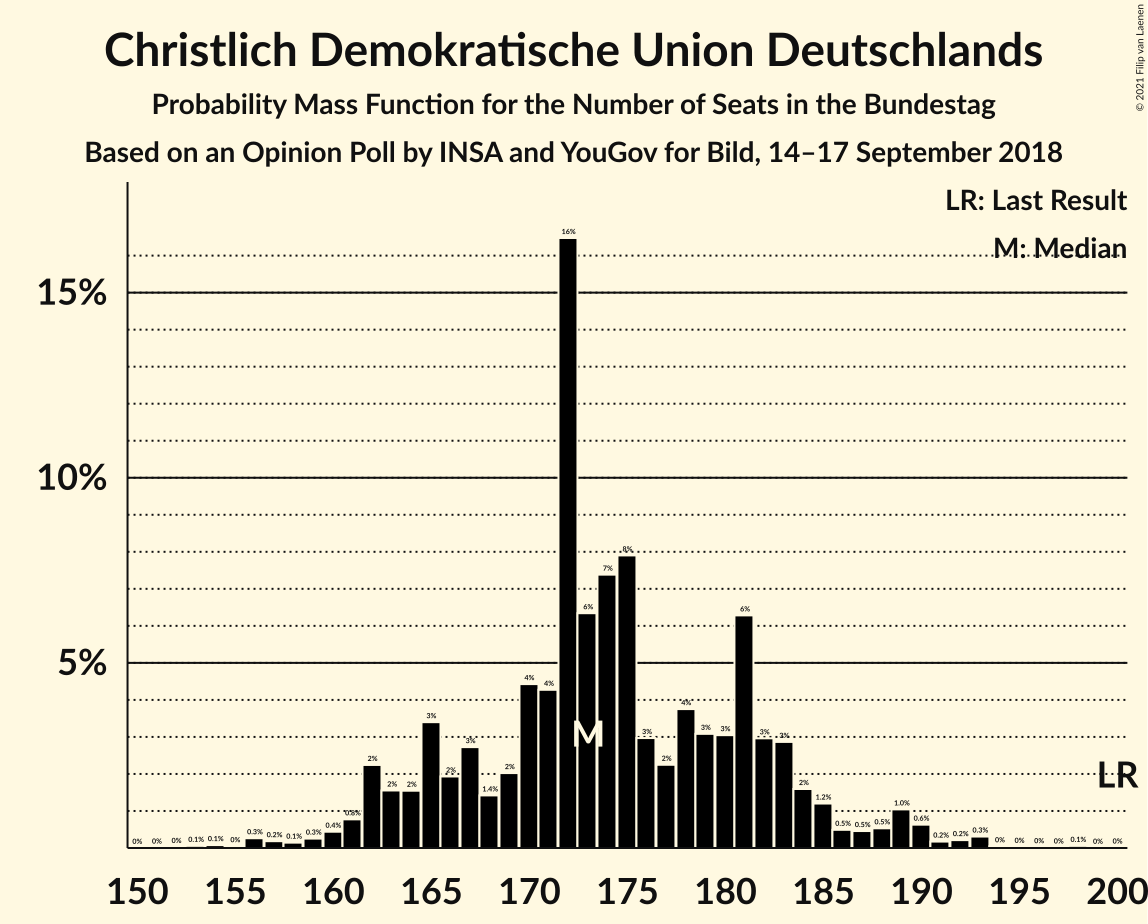 Christlich Demokratische Union Deutschlands
Probability Mass Function for the Number of Seats in the Bundestag
Based on an Opinion Poll by INSA and YouGov for Bild, 14–17 September 2018
© 2021 Filip van Laenen
LR: Last Result
M: Median
15%
10%
5%
0% 0% 0% 0.1% 0.1% 0% 0.3% 0.2% 0.1% 0.3% 0.4% 0.8% 2% 2% 2% 3% 2% 3% 1.4% 2% 4% 4% 16% 6% 7% 8% 3% 2% 4% 3% 3% 6% 3% 3% 2% 1.2% 0.5% 0.5% 0.5% 1.0% 0.6% 0.2% 0.2% 0.3% 0% 0% 0% 0% 0.1% 0% 0%
M
LR
150 155 160 165 170 175 180 185 190 195 200